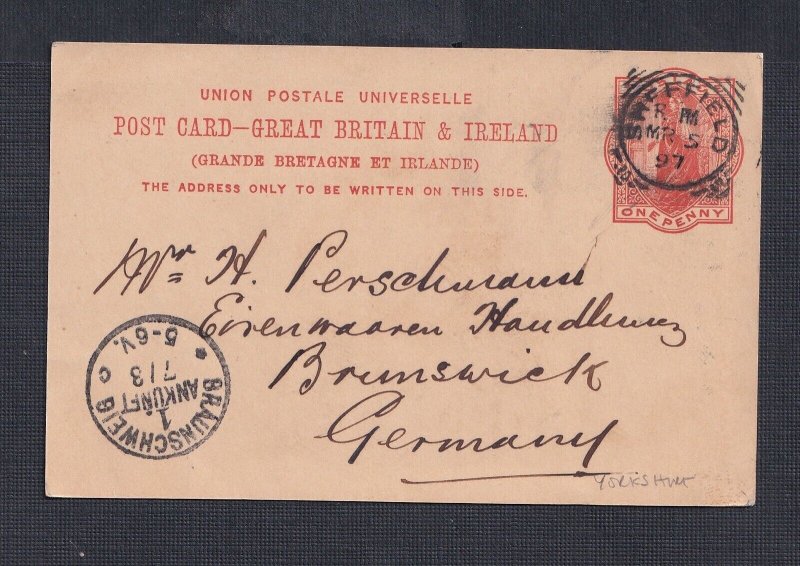 UNION POSTALE UNIVERSELLE
POST CARD—GREAT BRITAIN & IRELAND
(GRANDE BRETAGNE ET IRLANDE)
THE ADDRESS ONLY TO BE WRITTEN ON THIS SIDE.
SHEFFIELD
MR 5
97
ONE PENNY
Mr. H. Perschmann
Eisenwaaren Handlung
Brunswick
Germany
BRAUNSCHWEIG
1
ANKUNFT
7/3
5-6V.
* c
YORKSHIRE